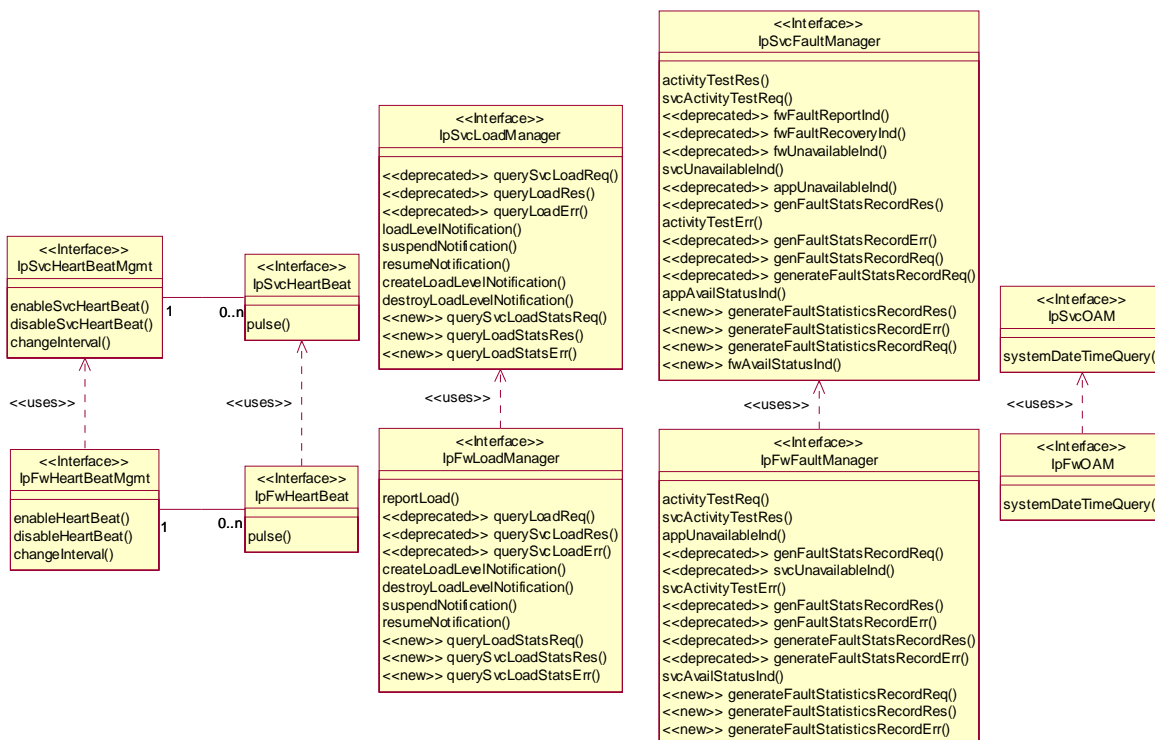 <<Interface>>
IpSvcHeartBeatMgmt
enableSvcHeartBeat()
disableSvcHeartBeat()
changeInterval()
1
0..n
<<Interface>>
IpSvcHeartBeat
pulse()
<<Interface>>
IpSvcLoadManager
<<deprecated>> querySvcLoadReq()
<<deprecated>> queryLoadRes()
<<deprecated>> queryLoadErr()
loadLevelNotification()
suspendNotification()
resumeNotification()
createLoadLevelNotification()
destroyLoadLevelNotification()
<<new>> querySvcLoadStatsReq()
<<new>> queryLoadStatsRes()
<<new>> queryLoadStatsErr()
<<Interface>>
IpSvcFaultManager
activityTestRes()
svcActivityTestReq()
<<deprecated>> fwFaultReportInd()
<<deprecated>> fwFaultRecoveryInd()
<<deprecated>> fwUnavailableInd()
svcUnavailableInd()
<<deprecated>> appUnavailableInd()
<<deprecated>> genFaultStatsRecordRes()
activityTestErr()
<<deprecated>> genFaultStatsRecordErr()
<<deprecated>> genFaultStatsRecordReq()
<<deprecated>> generateFaultStatsRecordReq()
appAvailStatusInd()
<<new>> generateFaultStatisticsRecordRes()
<<new>> generateFaultStatisticsRecordErr()
<<new>> generateFaultStatisticsRecordReq()
<<new>> fwAvailStatusInd()
<<Interface>>
IpSvcOAM
systemDateTimeQuery(
<<uses>>
<<uses>>
<<uses>>
<<uses>>
<<uses>>
<<Interface>>
IpFwHeartBeatMgmt
enableHeartBeat()
disableHeartBeat()
changeInterval()
1
0..n
<<Interface>>
IpFwHeartBeat
pulse()
<<Interface>>
IpFwLoadManager
reportLoad()
<<deprecated>> queryLoadReq()
<<deprecated>> querySvcLoadRes()
<<deprecated>> querySvcLoadErr()
createLoadLevelNotification()
destroyLoadLevelNotification()
suspendNotification()
resumeNotification()
<<new>> queryLoadStatsReq()
<<new>> querySvcLoadStatsRes()
<<new>> querySvcLoadStatsErr()
<<Interface>>
IpFwFaultManager
activityTestReq()
svcActivityTestRes()
appUnavailableInd()
<<deprecated>> genFaultStatsRecordReq()
<<deprecated>> svcUnavailableInd()
svcActivityTestErr()
<<deprecated>> genFaultStatsRecordRes()
<<deprecated>> genFaultStatsRecordErr()
<<deprecated>> generateFaultStatsRecordRes()
<<deprecated>> generateFaultStatsRecordErr()
svcAvailStatusInd()
<<new>> generateFaultStatisticsRecordReq()
<<new>> generateFaultStatisticsRecordRes()
<<new>> generateFaultStatisticsRecordErr()
<<Interface>>
IpFwOAM
systemDateTimeQuery(